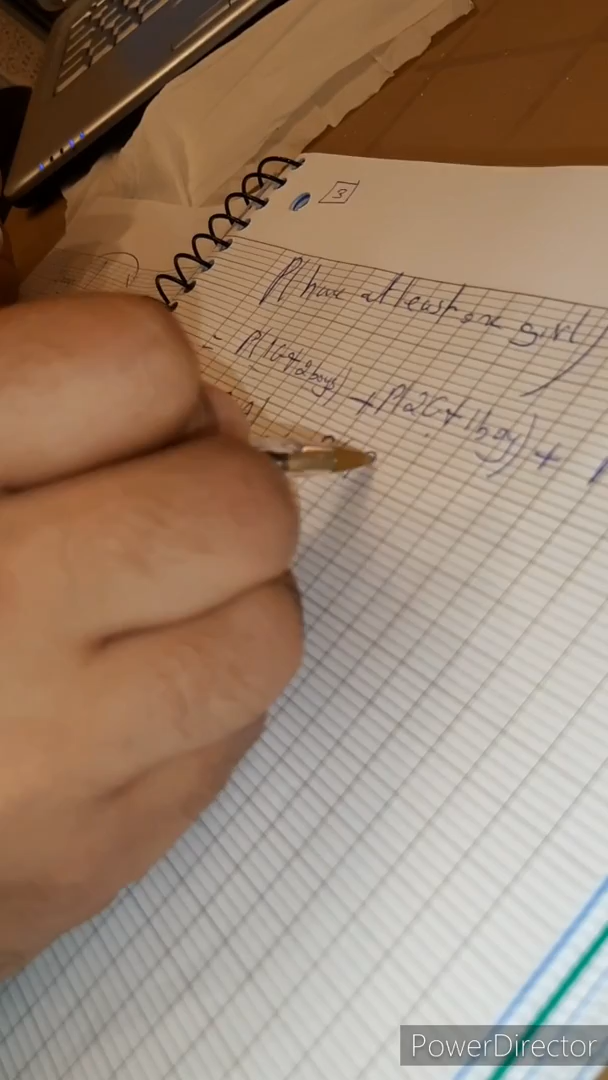 3
P( have at least one girl )
= P(1G+2boys) + P(2G+1boy) +
PowerDirector